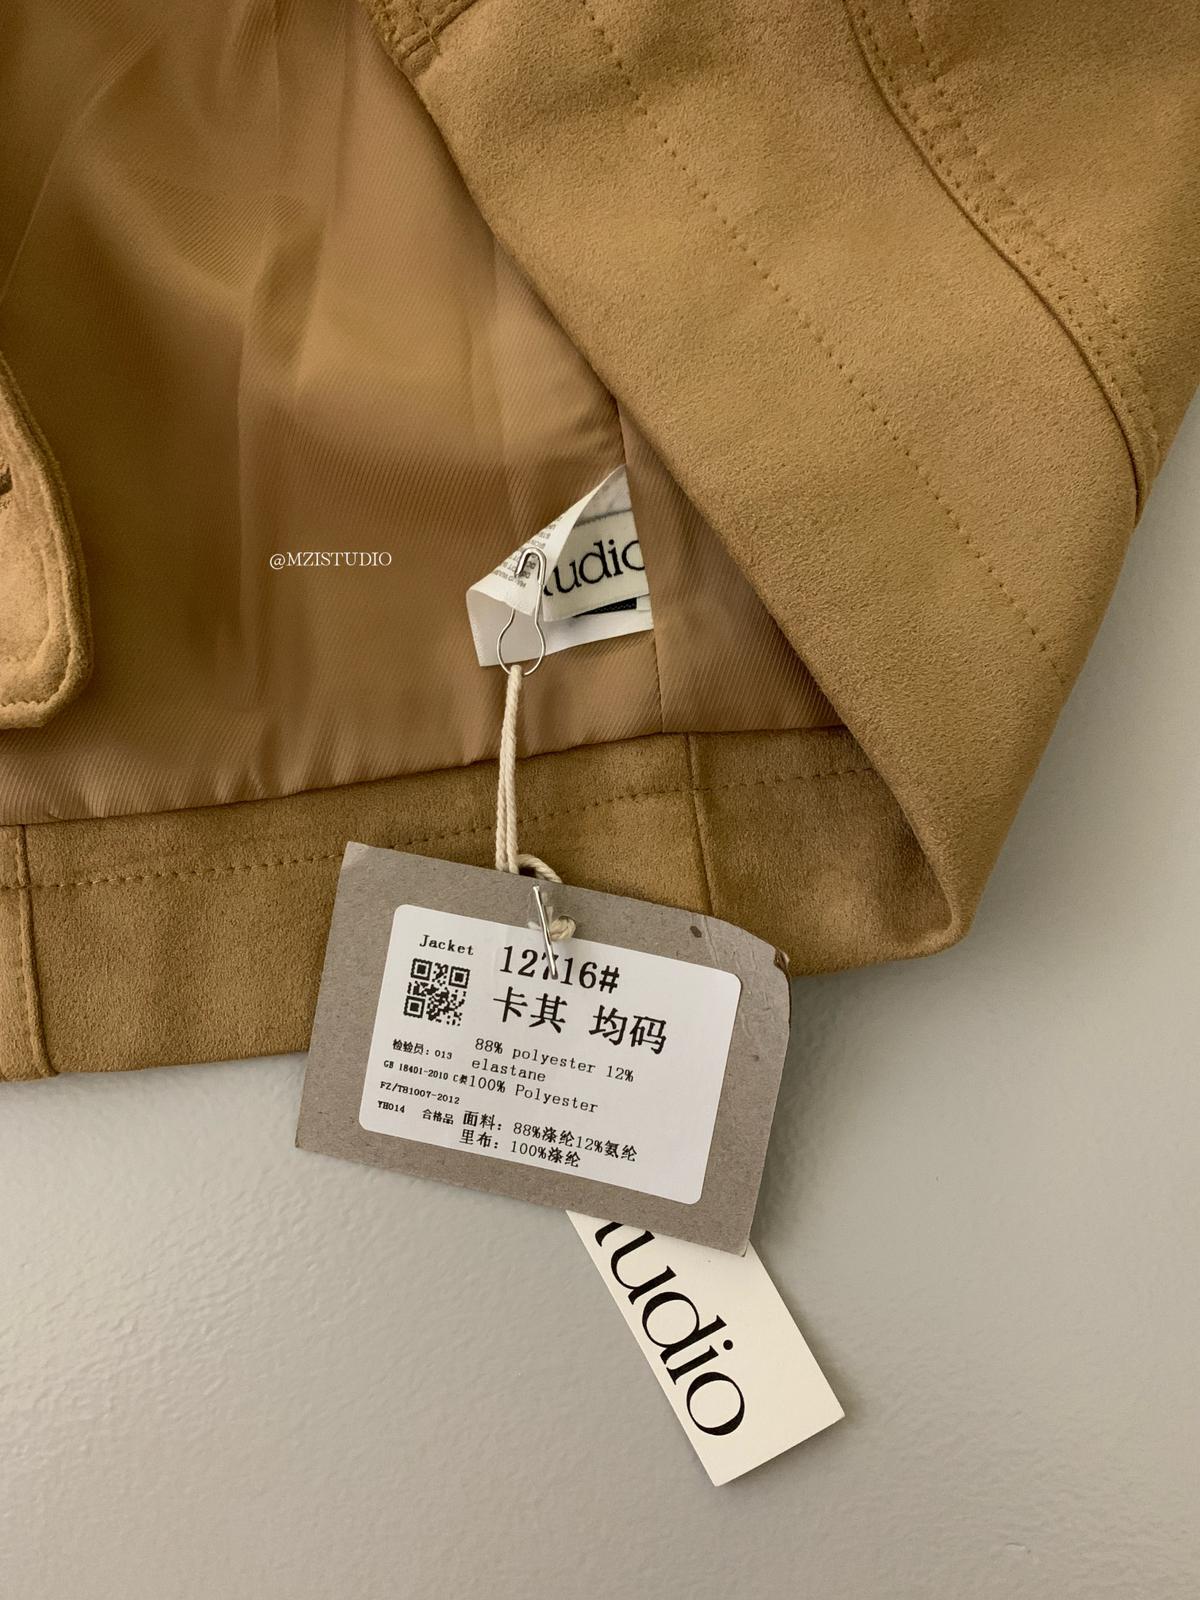 @MZISTUDIO
udio
Jacket
12716#
卡其 均码
检验员: 013
88% polyester 12%
elastane
GB 18401-2010 C类
100% Polyester
FZ/T81007-2012
YH014 合格品
面料: 88%涤纶12%氨纶
里布: 100%涤纶
udio